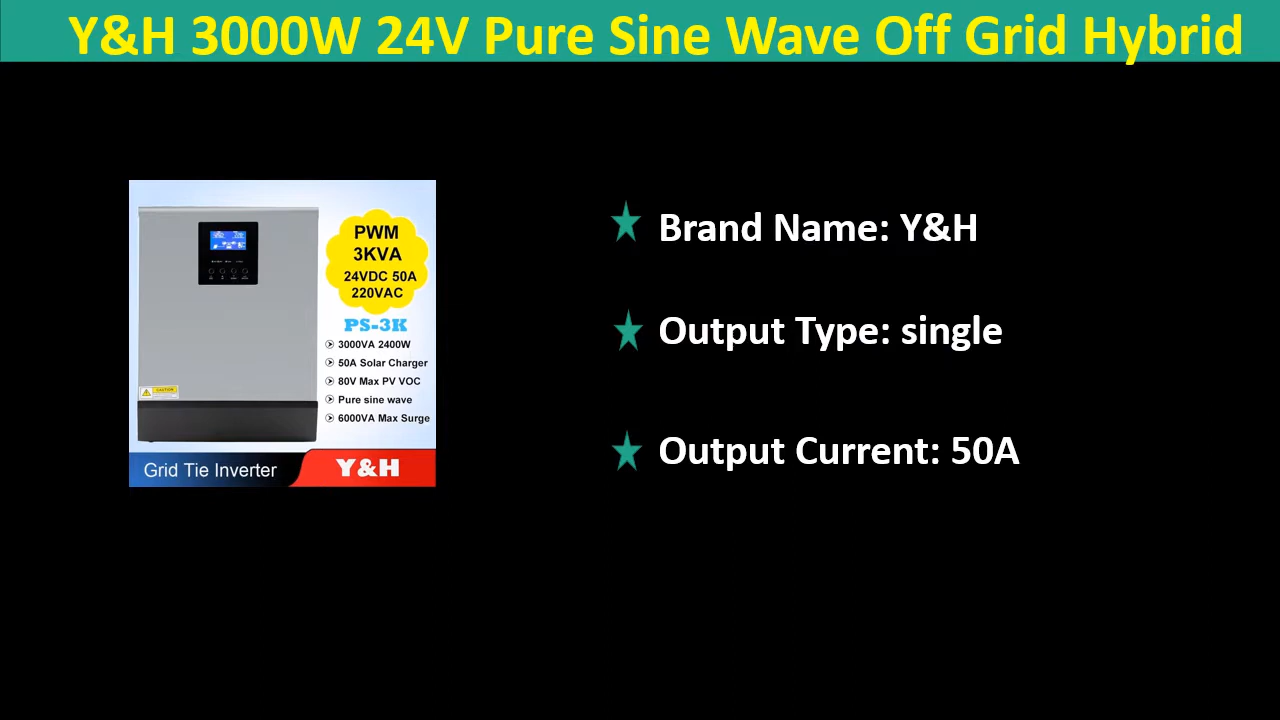 Y&H 3000W 24V Pure Sine Wave Off Grid Hybrid
PWM
3KVA
24VDC 50A
220VAC
PS-3K
3000VA 2400W
50A Solar Charger
80V Max PV VOC
Pure sine wave
6000VA Max Surge
CAUTION
Grid Tie Inverter
Y&H
Brand Name: Y&H
Output Type: single
Output Current: 50A